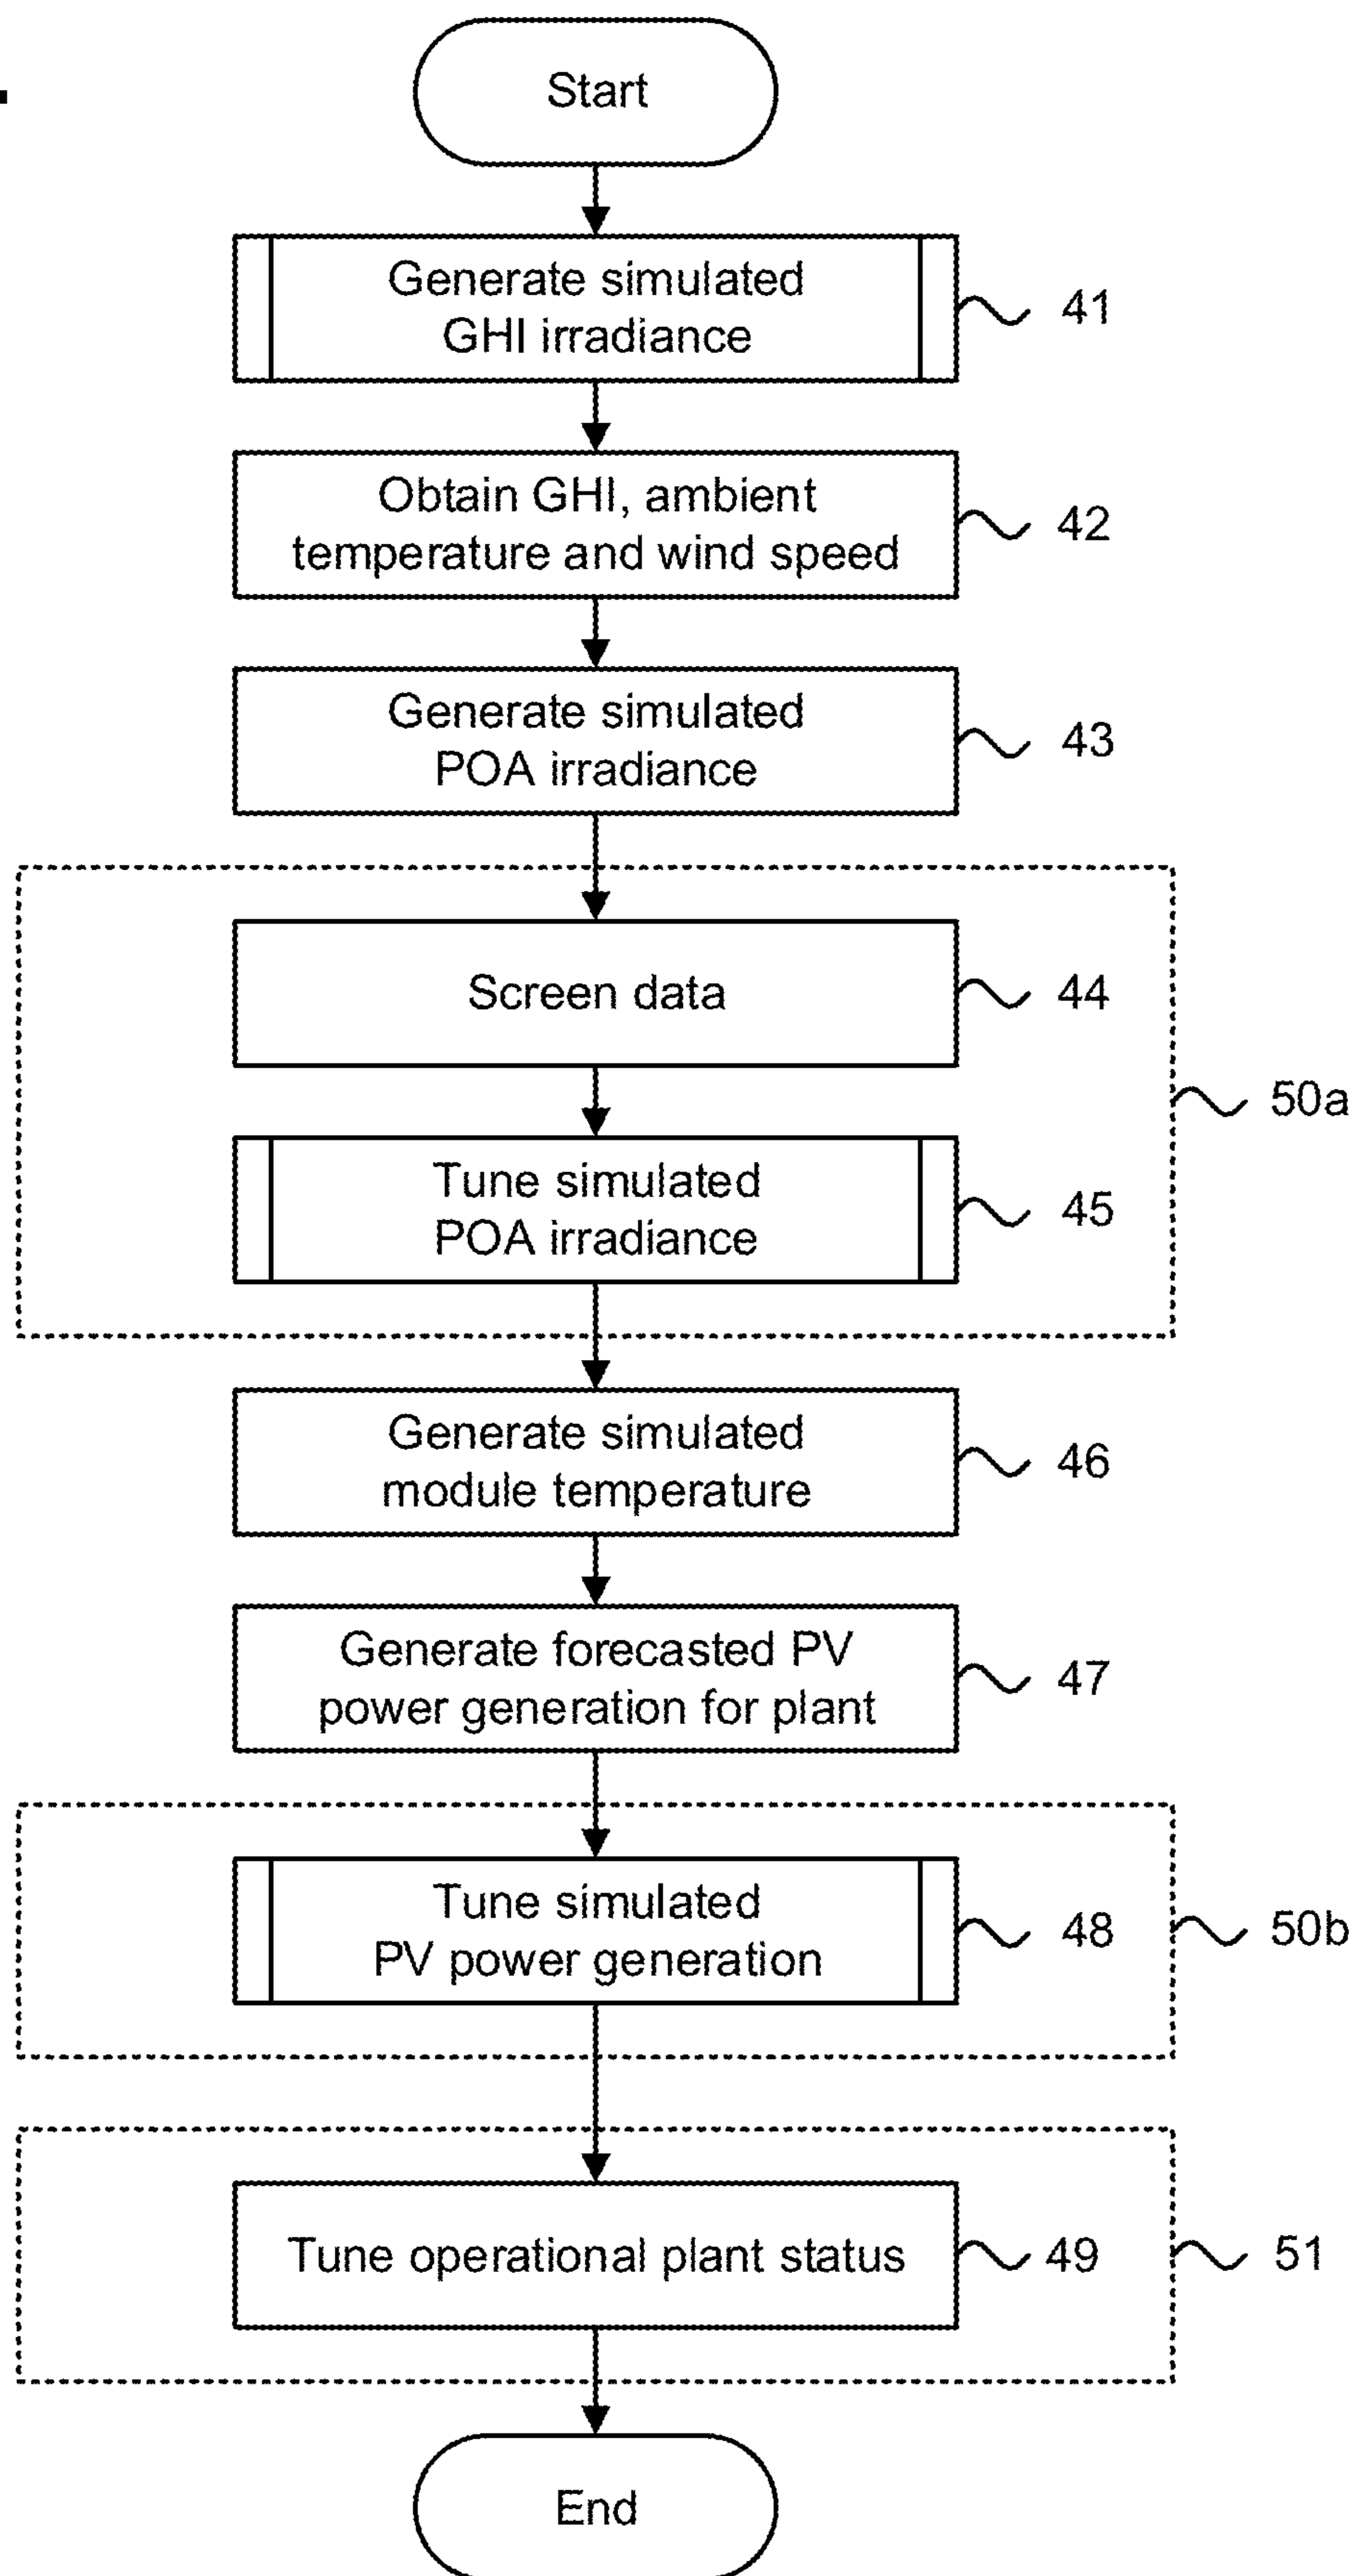 Start
Generate simulated
GHI irradiance
41
Obtain GHI, ambient
temperature and wind speed
42
Generate simulated
POA irradiance
43
Screen data
44
50a
Tune simulated
POA irradiance
45
Generate simulated
module temperature
46
Generate forecasted PV
power generation for plant
47
Tune simulated
PV power generation
48
50b
Tune operational plant status
49
51
End